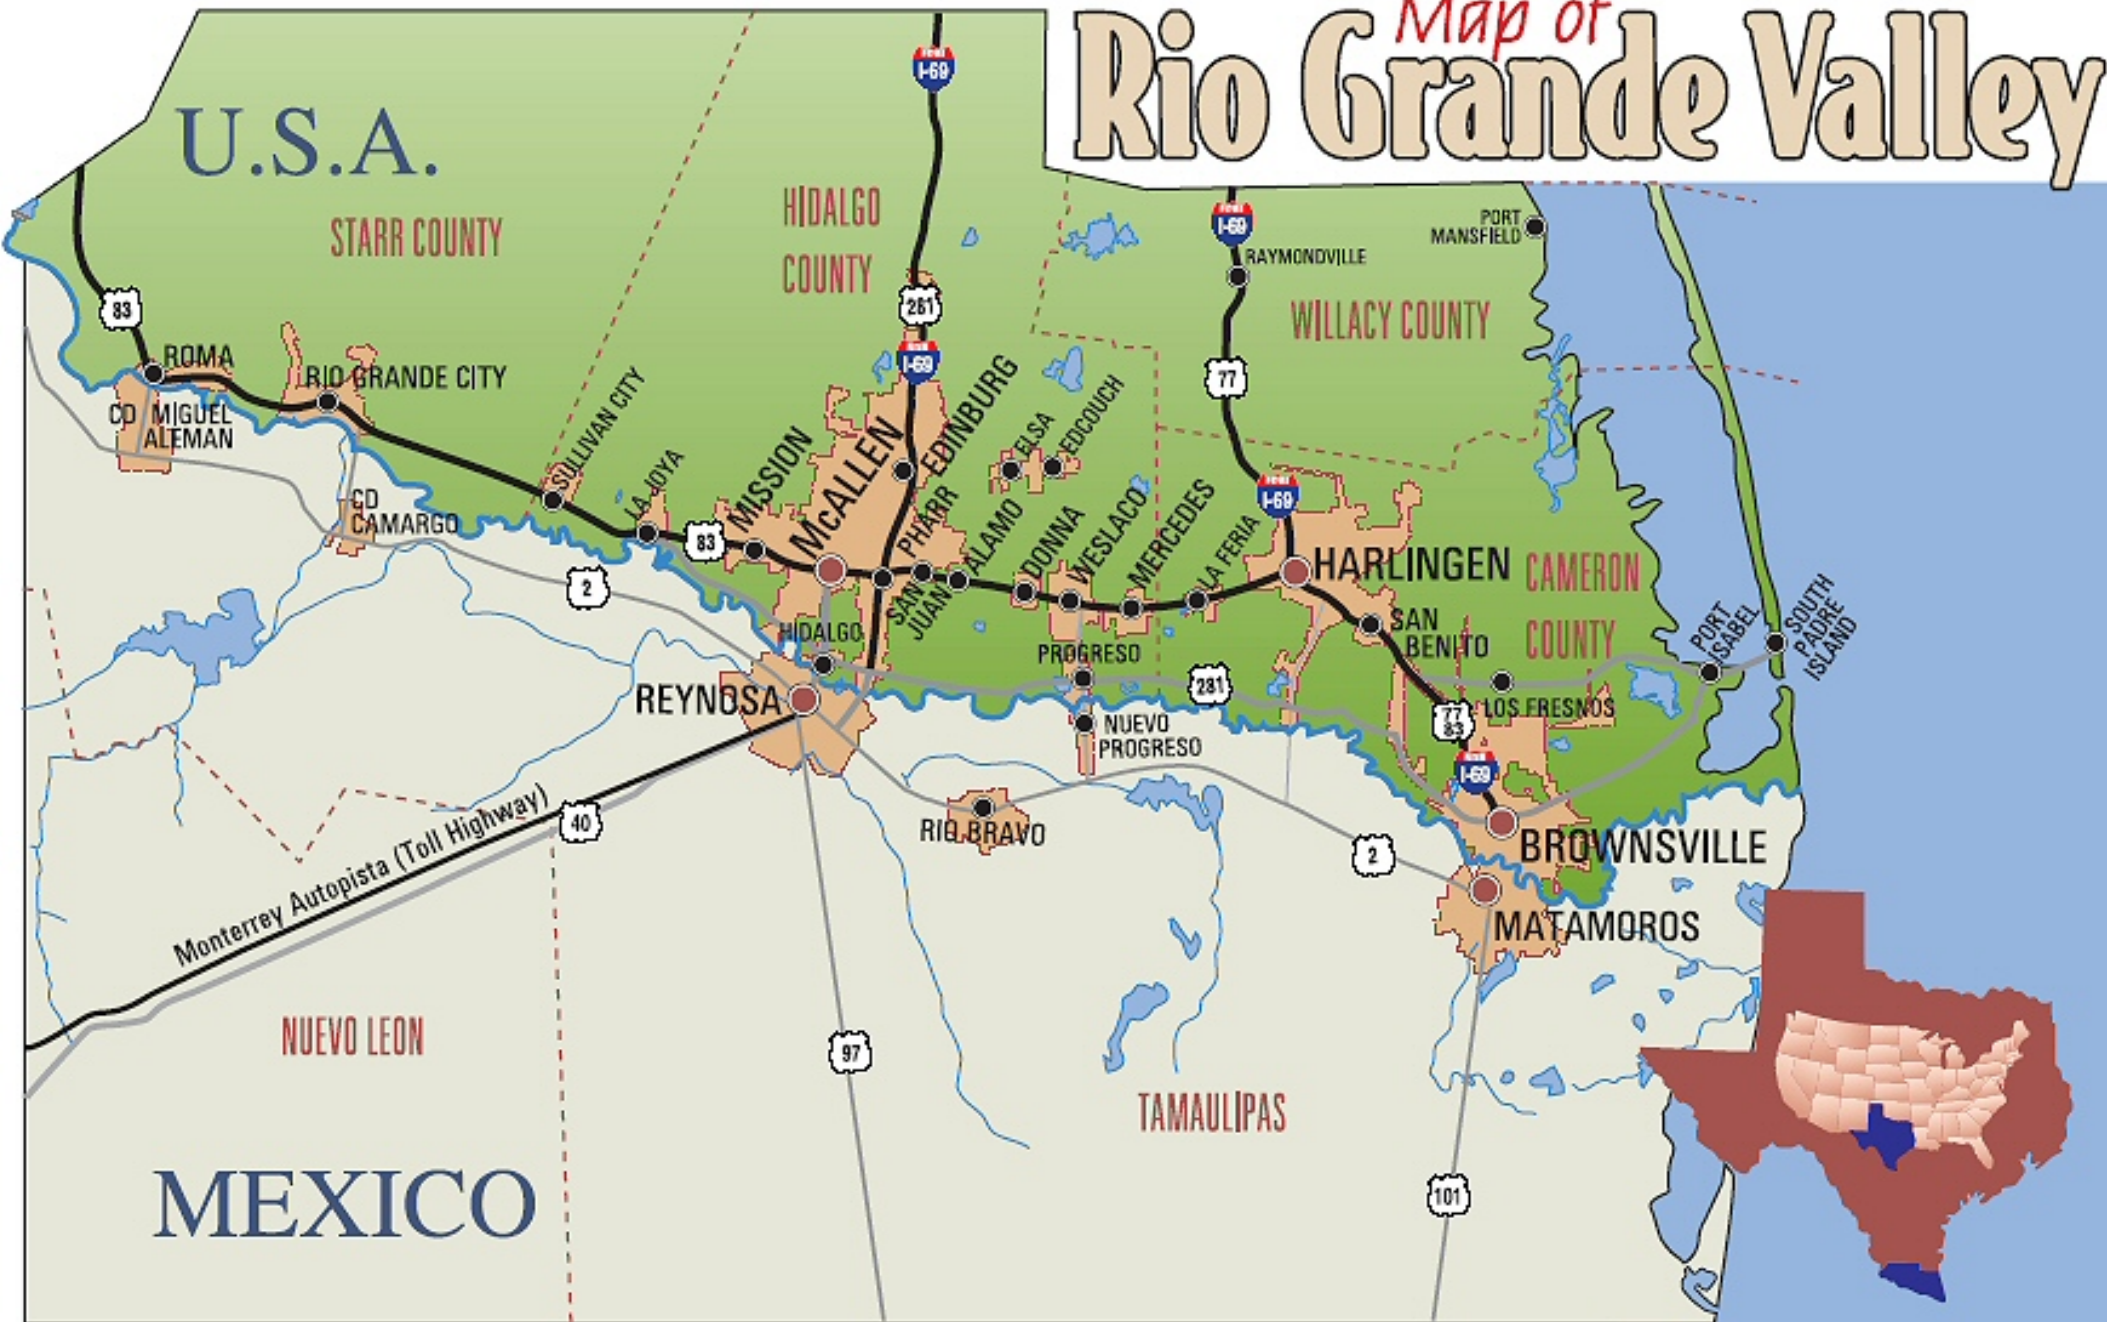 Map of
Rio Grande Valley
U.S.A.
I-69
STARR COUNTY
HIDALGO
COUNTY
I-69
RAYMONDVILLE
PORT
MANSFIELD
WILLACY COUNTY
83
281
I-69
77
ROMA
RIO GRANDE CITY
CD MIGUEL
ALEMAN
CD
CAMARGO
SULLIVAN CITY
LA JOYA
83
MISSION
McALLEN
EDINBURG
PHARR
SAN
JUAN
ALAMO
ELSA
EDCOUCH
DONNA
WESLACO
MERCEDES
LA FERIA
I-69
HARLINGEN
CAMERON
COUNTY
SAN
BENITO
2
HIDALGO
PROGRESO
281
REYNOSA
NUEVO
PROGRESO
LOS FRESNOS
PORT
ISABEL
SOUTH
PADRE
ISLAND
77
83
I-69
Monterrey Autopista (Toll Highway)
40
RIO BRAVO
2
BROWNSVILLE
MATAMOROS
NUEVO LEON
97
TAMAULIPAS
MEXICO
101